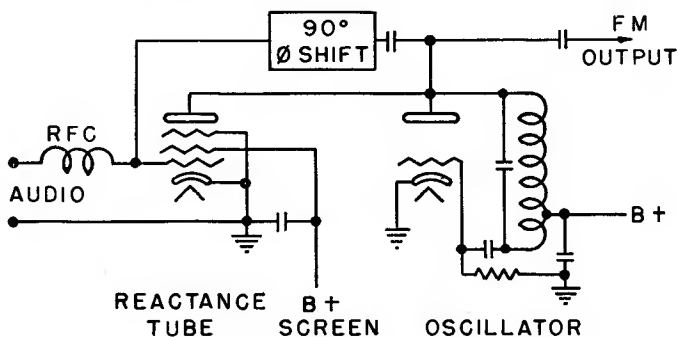 90°
Ø SHIFT
FM
OUTPUT
RFC
AUDIO
B+
REACTANCE
TUBE
B+
SCREEN
OSCILLATOR